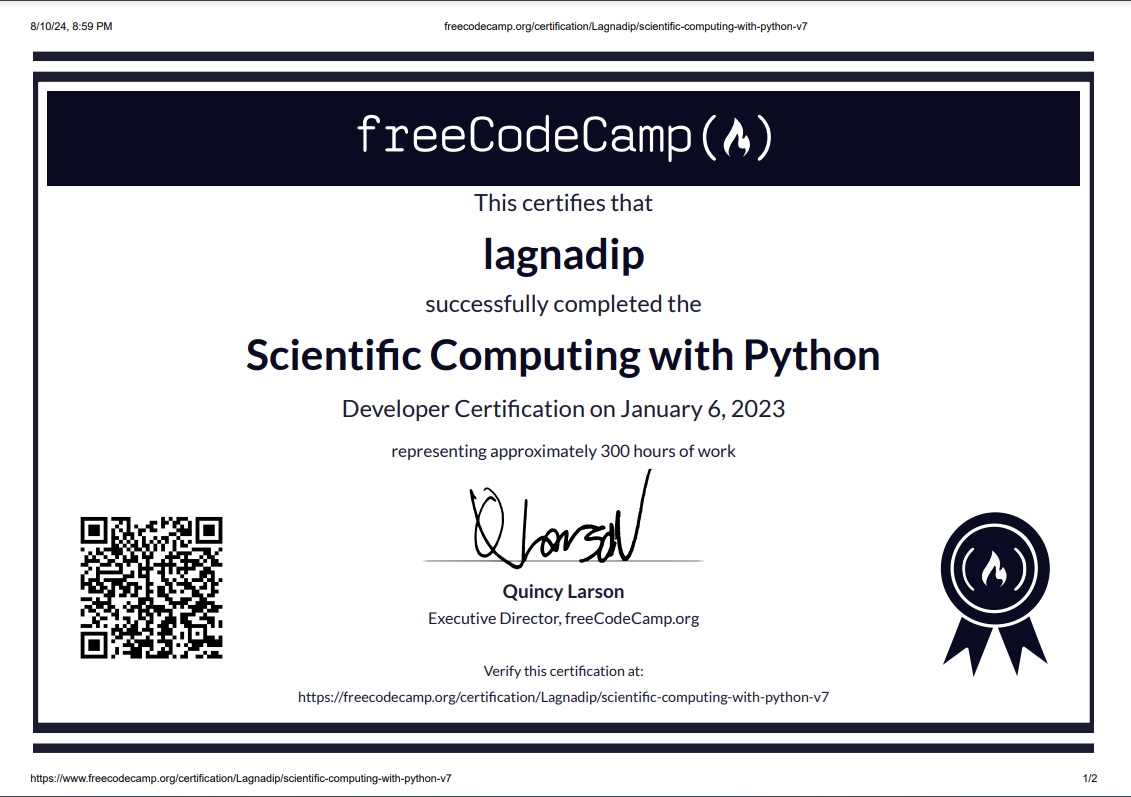 8/10/24, 8:59 PM freecodecamp.org/certification/Lagnadip/scientific-computing-with-python-v7
freeCodeCamp
This certifies that
lagnadip
successfully completed the
Scientific Computing with Python
Developer Certification on January 6, 2023
representing approximately 300 hours of work
Q Larson
Quincy Larson
Executive Director, freeCodeCamp.org
Verify this certification at:
https://freecodecamp.org/certification/Lagnadip/scientific-computing-with-python-v7
https://www.freecodecamp.org/certification/Lagnadip/scientific-computing-with-python-v7 1/2